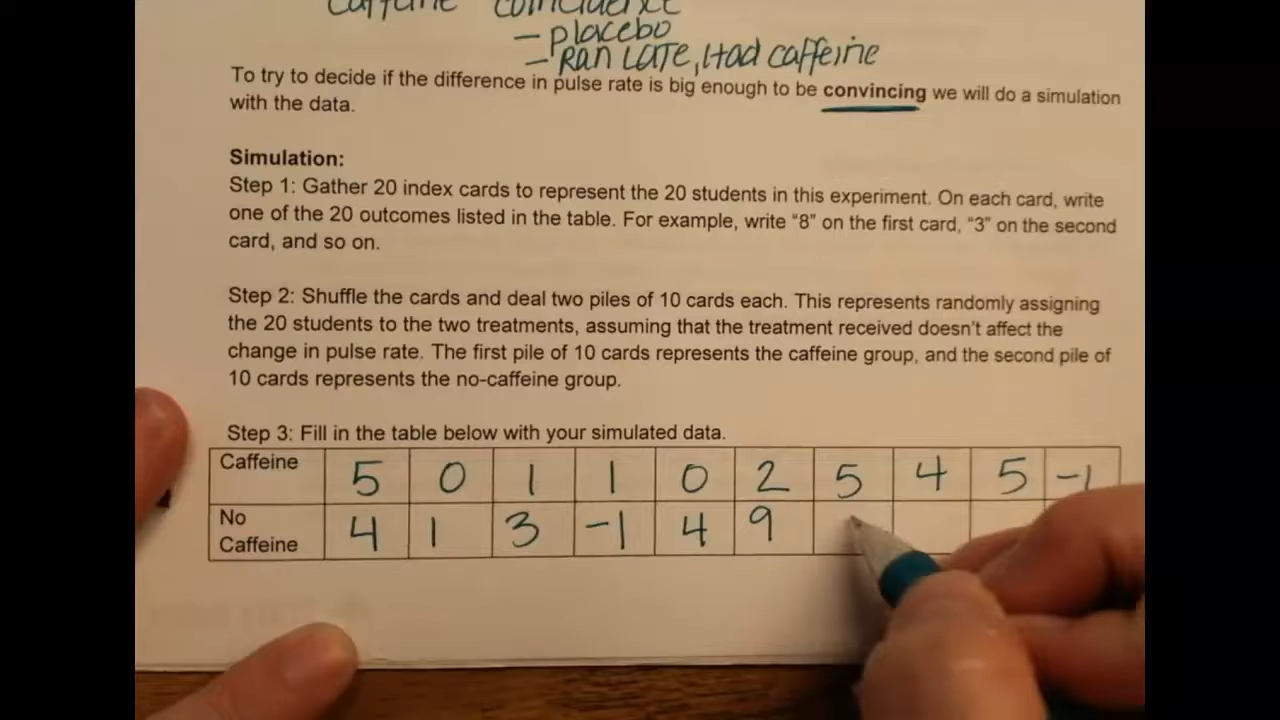 caffeine coincidence
- placebo
- RAN LATE, Had caffeine
To try to decide if the difference in pulse rate is big enough to be convincing we will do a simulation
with the data.
Simulation:
Step 1: Gather 20 index cards to represent the 20 students in this experiment. On each card, write
one of the 20 outcomes listed in the table. For example, write “8” on the first card, “3” on the second
card, and so on.
Step 2: Shuffle the cards and deal two piles of 10 cards each. This represents randomly assigning
the 20 students to the two treatments, assuming that the treatment received doesn’t affect the
change in pulse rate. The first pile of 10 cards represents the caffeine group, and the second pile of
10 cards represents the no-caffeine group.
Step 3: Fill in the table below with your simulated data.
Caffeine 5 0 1 1 0 2 5 4 5 -1
No
Caffeine 4 1 3 -1 4 9